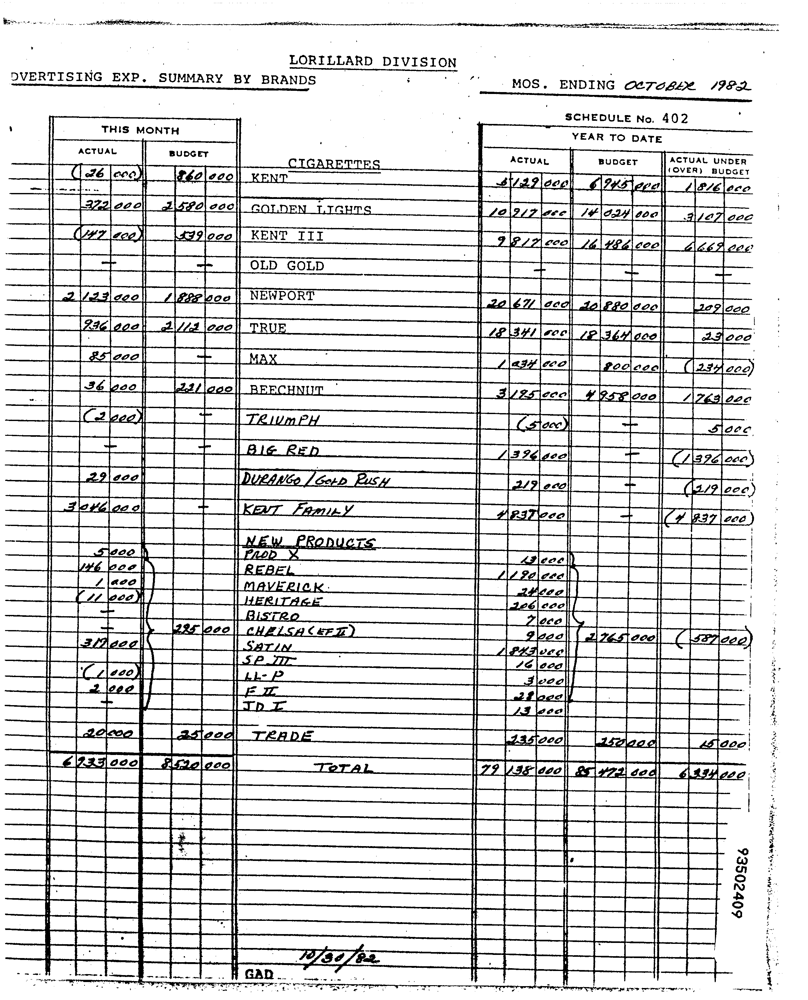 LORILLARD DIVISION
OVERTISING EXP. SUMMARY BY BRANDS
MOS. ENDING OCTOBER 1982
SCHEDULE No. 402
THIS MONTH YEAR TO DATE
ACTUAL BUDGET CIGARETTES ACTUAL BUDGET ACTUAL UNDER (OVER) BUDGET
(26 000) 860 000 KENT 5 129 000 6 945 000 1 816 000
372 000 2 580 000 GOLDEN LIGHTS 10 917 000 14 024 000 3 107 000
(147 000) 539 000 KENT III 9 817 000 16 486 000 6 669 000
— — OLD GOLD — — —
2 123 000 1 888 000 NEWPORT 20 671 000 20 880 000 209 000
936 000 2 112 000 TRUE 18 341 000 18 364 000 23 000
85 000 — MAX 1 034 000 800 000 (234 000)
36 000 221 000 BEECHNUT 3 195 000 4 958 000 1 763 000
(2 000) — TRIUMPH (5 000) — 5 000
— — BIG RED 1 396 000 — (1 396 000)
29 000 DURANGO/GOLD RUSH 219 000 — (219 000)
3 046 000 — KENT FAMILY 4 837 000 — (4 837 000)
NEW PRODUCTS
5 000 PROD X 13 000
146 000 REBEL 1 190 000
1 000 MAVERICK 24 000
(11 000) HERITAGE 206 000
— BISTRO 7 000
— 295 000 CHELSA (EF II) 9 000 2 765 000 (587 000)
319 000 SATIN 1 843 000
SP III 16 000
(1 000) LL-P 3 000
2 000 F II 28 000
— JD I 13 000
20 000 25 000 TRADE 235 000 250 000 15 000
6 933 000 8 520 000 TOTAL 79 138 000 85 472 000 6 334 000
93502409
10/30/82
GAD